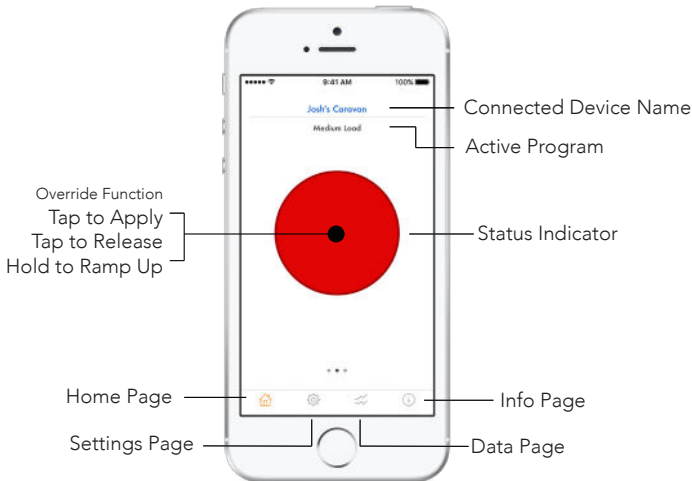 9:41 AM
100%
Josh's Caravan
Connected Device Name
Medium Load
Active Program
Override Function
Tap to Apply
Tap to Release
Hold to Ramp Up
Status Indicator
Home Page
Info Page
Settings Page
Data Page